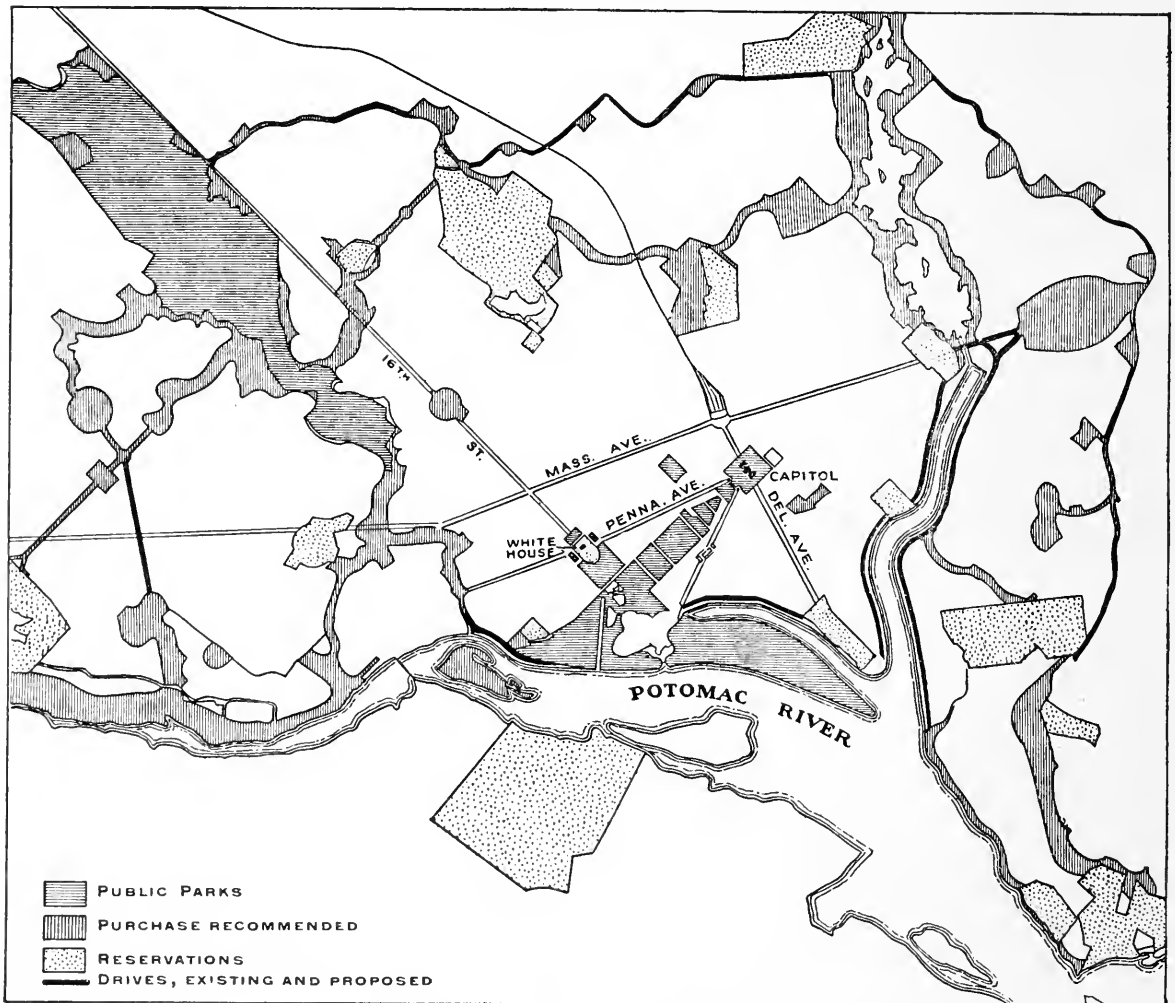 16TH
ST.
MASS. AVE.
PENNA. AVE.
CAPITOL
DEL. AVE.
WHITE
HOUSE
POTOMAC RIVER
PUBLIC PARKS
PURCHASE RECOMMENDED
RESERVATIONS
DRIVES, EXISTING AND PROPOSED